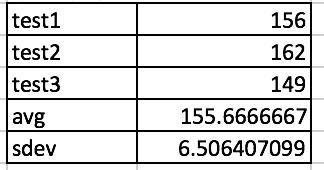 test1 156
test2 162
test3 149
avg 155.6666667
sdev 6.506407099